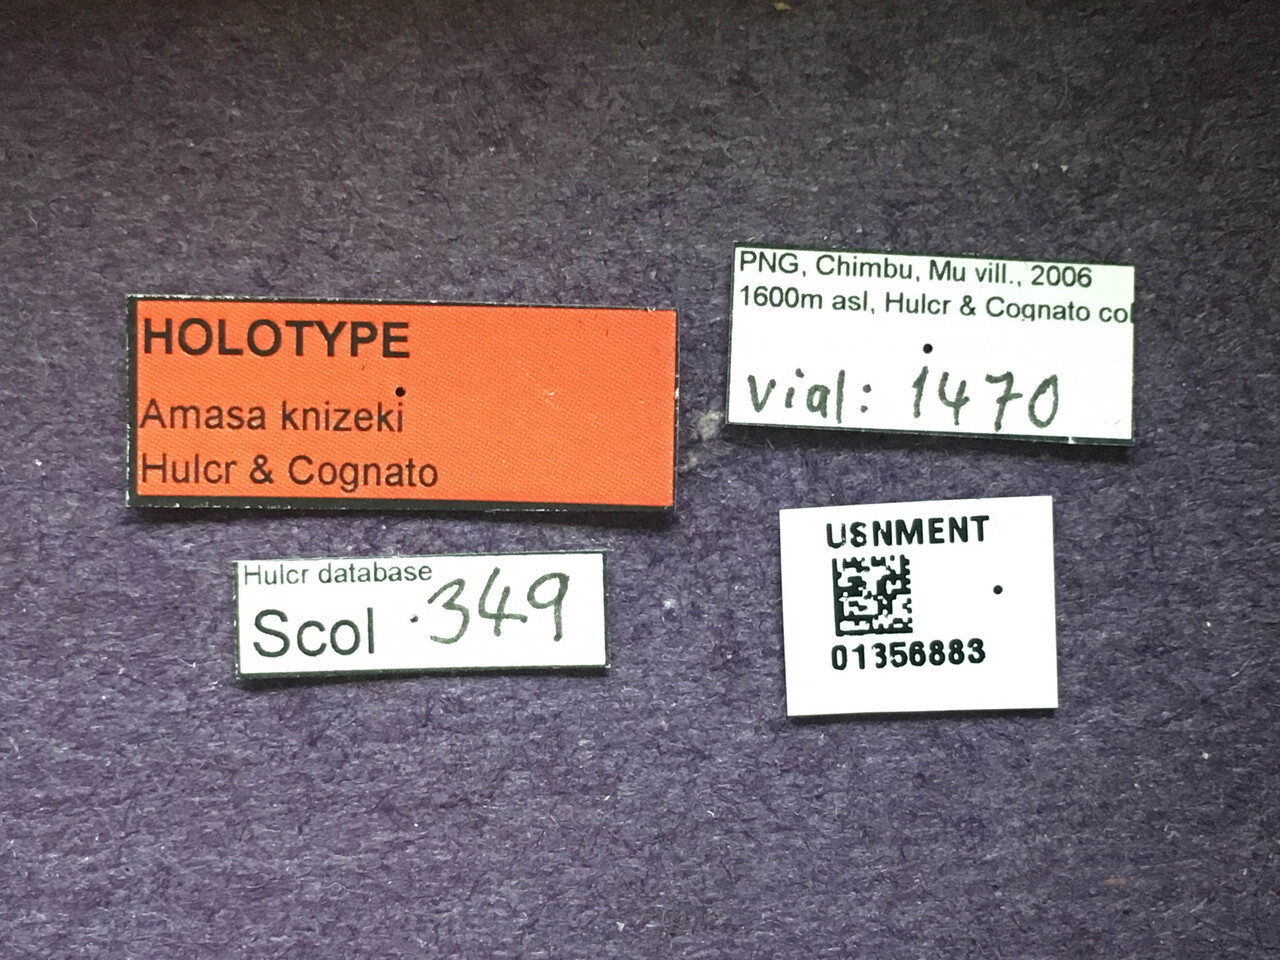 HOLOTYPE
Amasa knizeki
Hulcr & Cognato
PNG, Chimbu, Mu vill., 2006
1600m asl, Hulcr & Cognato col
vial: 1470
Hulcr database
Scol 349
USNMENT
01356883